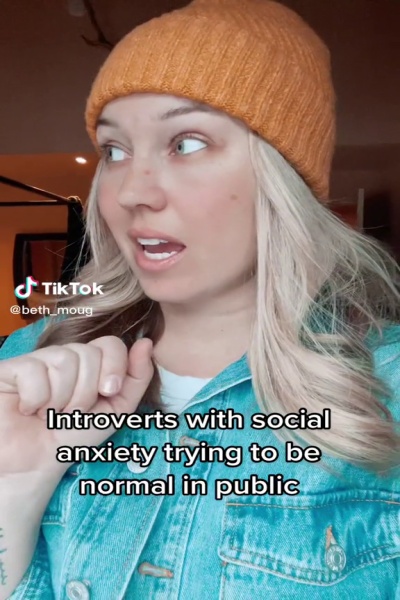 TikTok
@beth_moug
Introverts with social
anxiety trying to be
normal in public